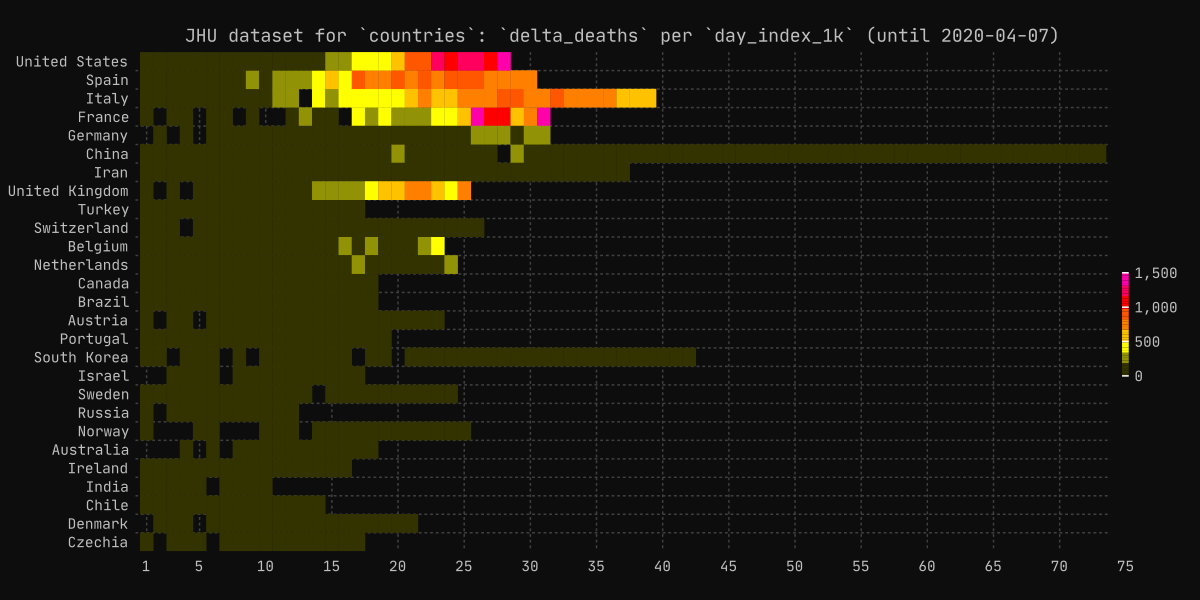 JHU dataset for `countries`: `delta_deaths` per `day_index_1k` (until 2020-04-07)
United States
Spain
Italy
France
Germany
China
Iran
United Kingdom
Turkey
Switzerland
Belgium
Netherlands
Canada
Brazil
Austria
Portugal
South Korea
Israel
Sweden
Russia
Norway
Australia
Ireland
India
Chile
Denmark
Czechia
1 5 10 15 20 25 30 35 40 45 50 55 60 65 70 75
1,500
1,000
500
0